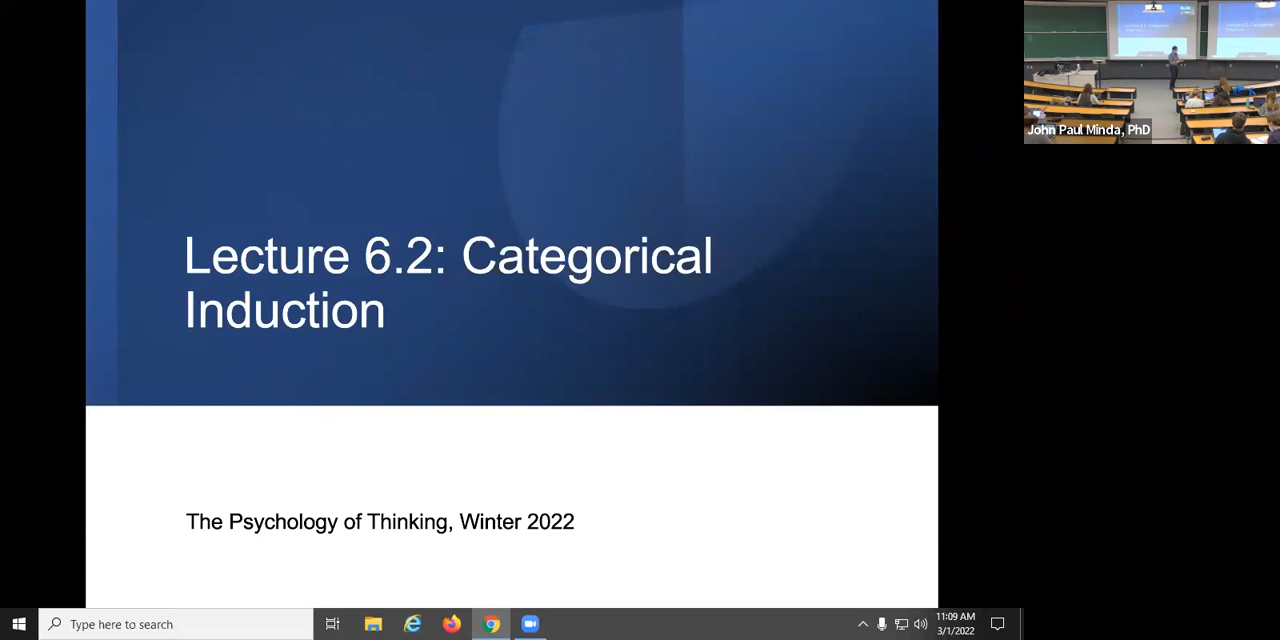 Lecture 6.2: Categorical
Induction
The Psychology of Thinking, Winter 2022
John Paul Minda, PhD
Type here to search
11:09 AM
3/1/2022